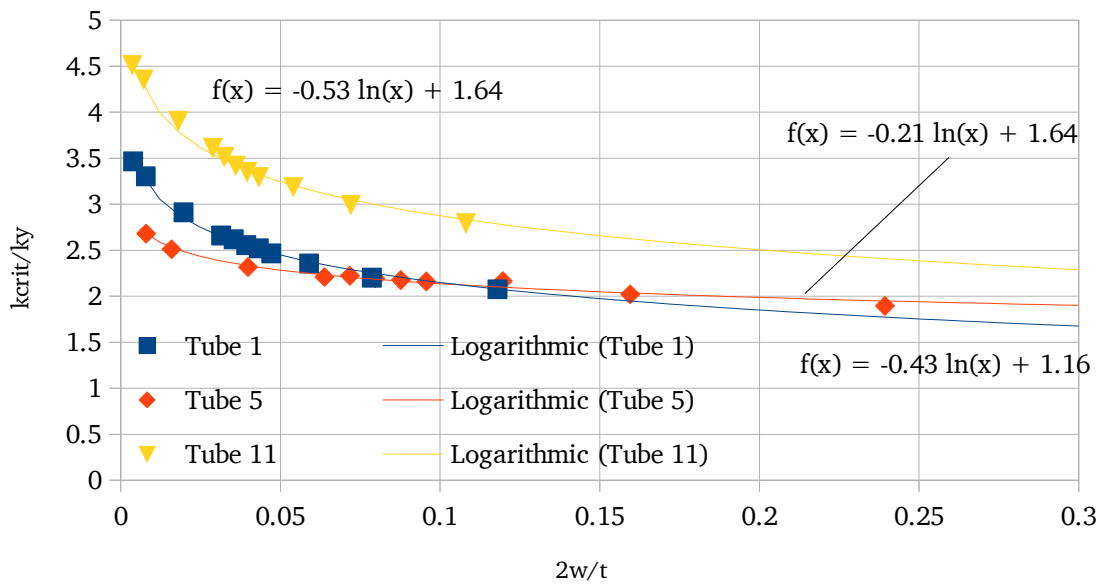 5
4.5
f(x) = -0.53 ln(x) + 1.64
4
f(x) = -0.21 ln(x) + 1.64
3.5
3
2.5
kcrit/ky
2
1.5
Tube 1 Logarithmic (Tube 1)
f(x) = -0.43 ln(x) + 1.16
1
Tube 5 Logarithmic (Tube 5)
0.5
Tube 11 Logarithmic (Tube 11)
0
0 0.05 0.1 0.15 0.2 0.25 0.3
2w/t